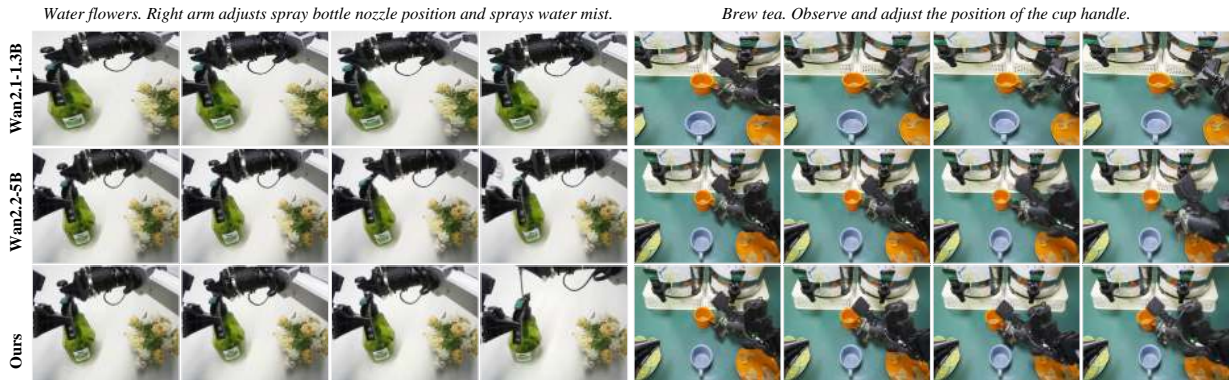 Water flowers. Right arm adjusts spray bottle nozzle position and sprays water mist.
Brew tea. Observe and adjust the position of the cup handle.
Wan2.1-1.3B
Wan2.2-5B
Ours